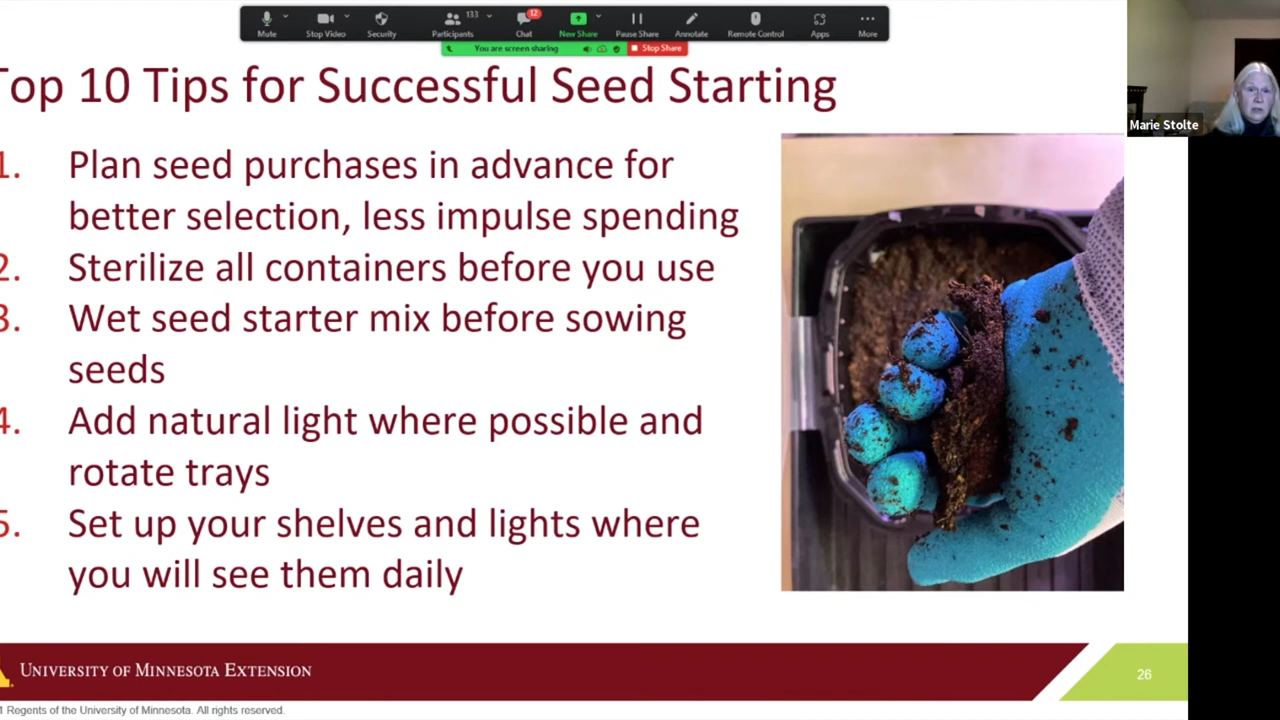 133
12
Mute
Stop Video
Security
Participants
Chat
New Share
Pause Share
Annotate
Remote Control
Apps
More
You are screen sharing
Stop Share
Marie Stolte
op 10 Tips for Successful Seed Starting
1. Plan seed purchases in advance for
better selection, less impulse spending
2. Sterilize all containers before you use
3. Wet seed starter mix before sowing
seeds
4. Add natural light where possible and
rotate trays
5. Set up your shelves and lights where
you will see them daily
UNIVERSITY OF MINNESOTA EXTENSION
26
Regents of the University of Minnesota. All rights reserved.